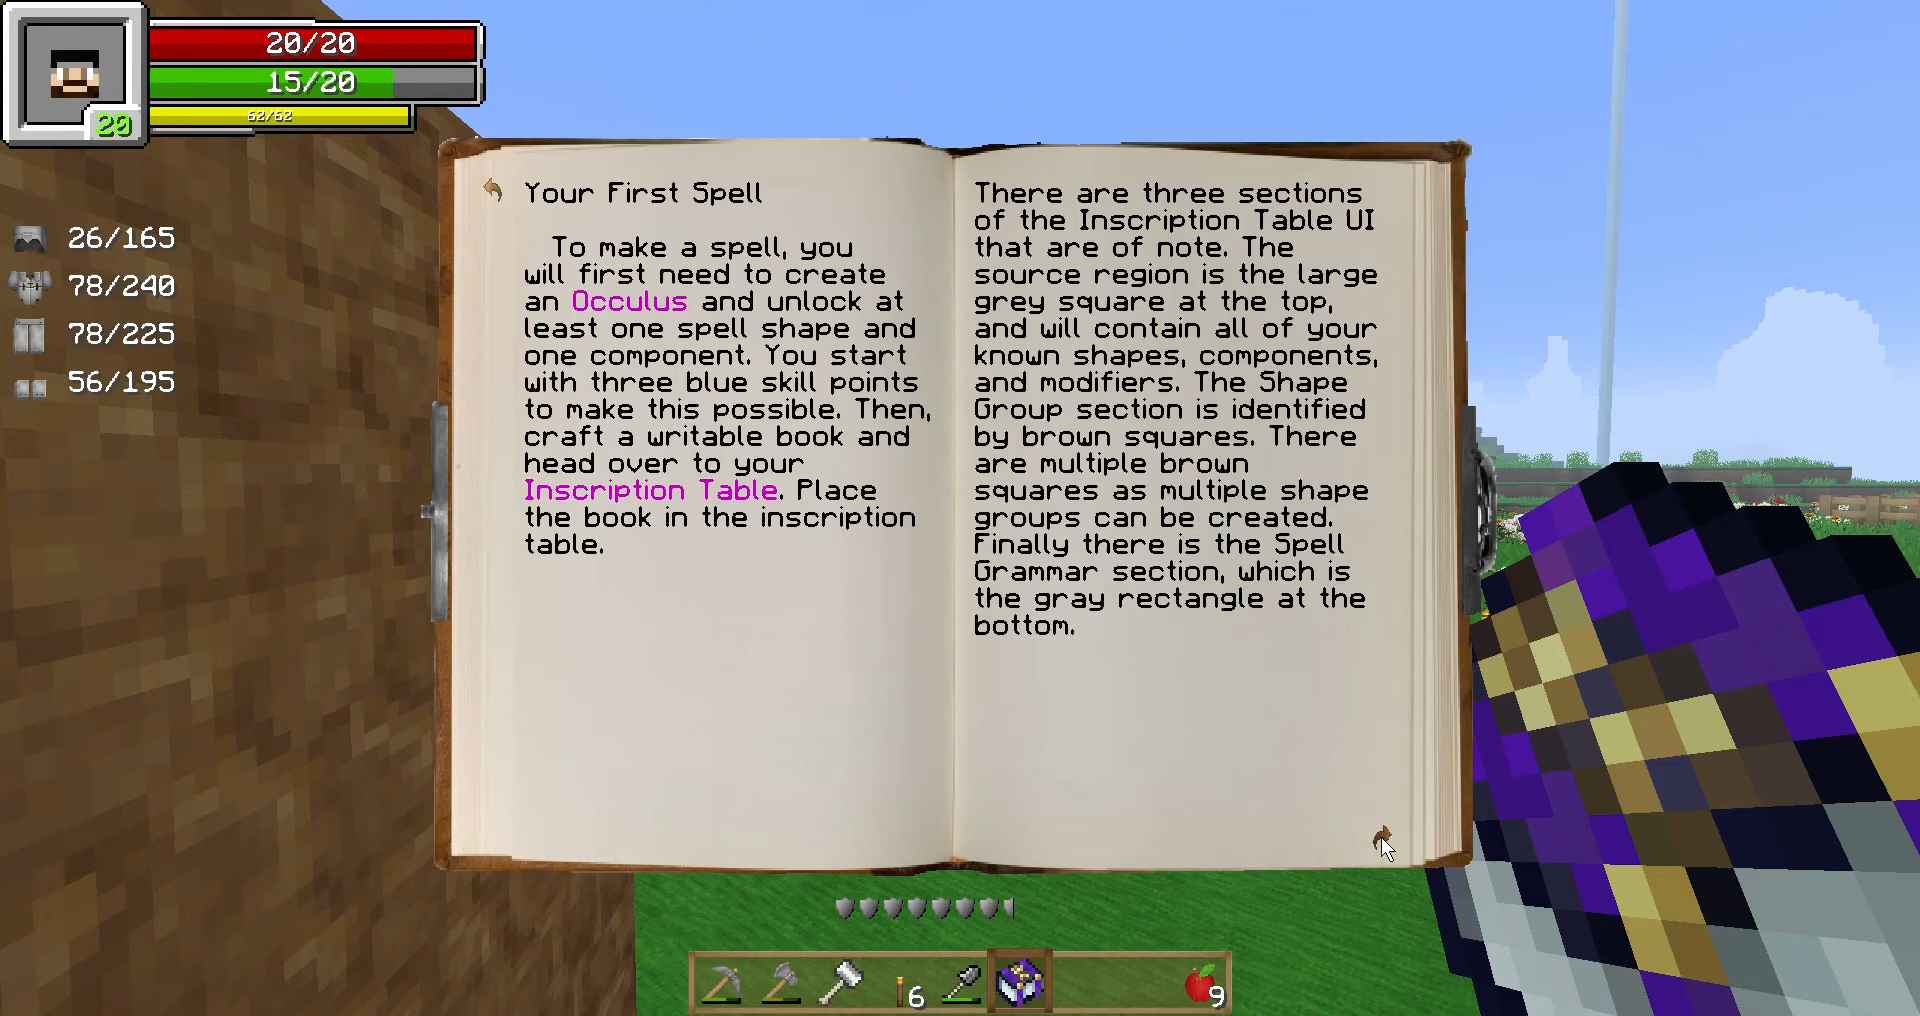 20/20
15/20
62/62
20
26/165
78/240
78/225
56/195
Your First Spell
To make a spell, you
will first need to create
an Occulus and unlock at
least one spell shape and
one component. You start
with three blue skill points
to make this possible. Then,
craft a writable book and
head over to your
Inscription Table. Place
the book in the inscription
table.
There are three sections
of the Inscription Table UI
that are of note. The
source region is the large
grey square at the top,
and will contain all of your
known shapes, components,
and modifiers. The Shape
Group section is identified
by brown squares. There
are multiple brown
squares as multiple shape
groups can be created.
Finally there is the Spell
Grammar section, which is
the gray rectangle at the
bottom.
6
9